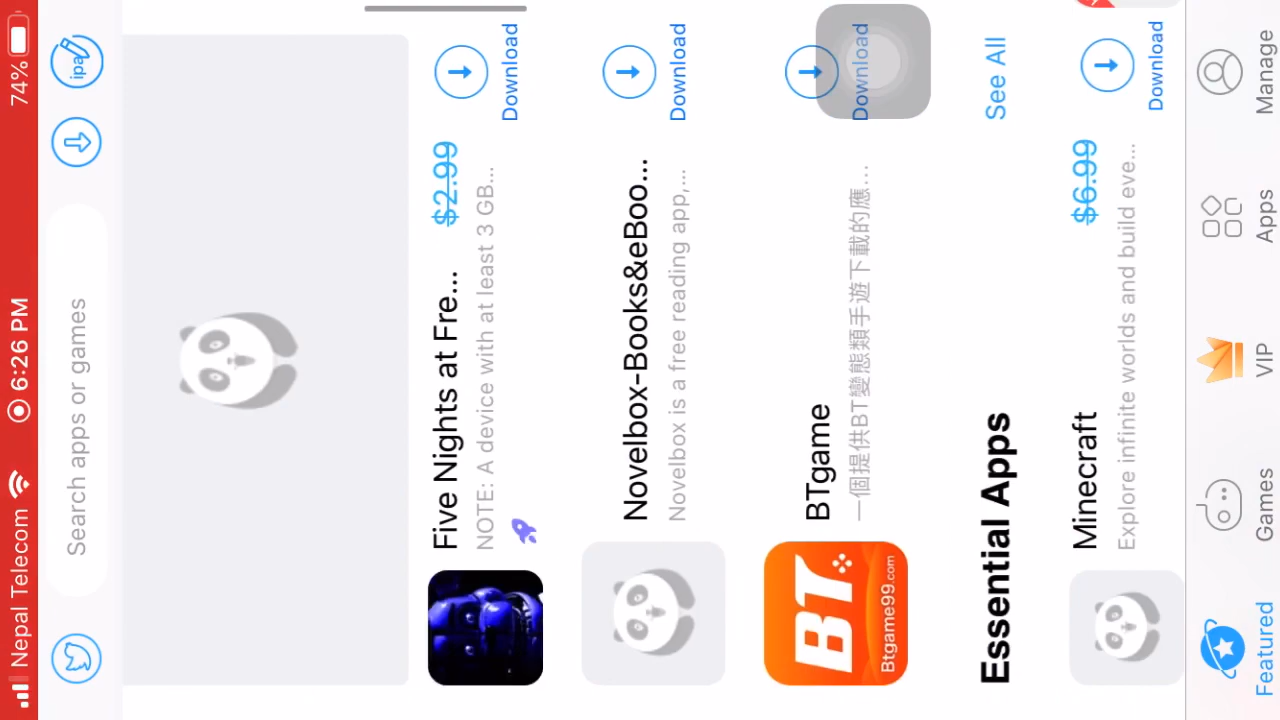 Nepal Telecom 6:26 PM 74%
Search apps or games
ipa
Five Nights at Fre... $2.99
NOTE: A device with at least 3 GB...
Download
Novelbox-Books&eBoo...
Novelbox is a free reading app,...
Download
BT
Btgame99.com
BTgame
一個提供BT變態類手遊下載的應...
Download
Essential Apps See All
Minecraft $6.99
Explore infinite worlds and build eve...
Download
Featured Games VIP Apps Manage